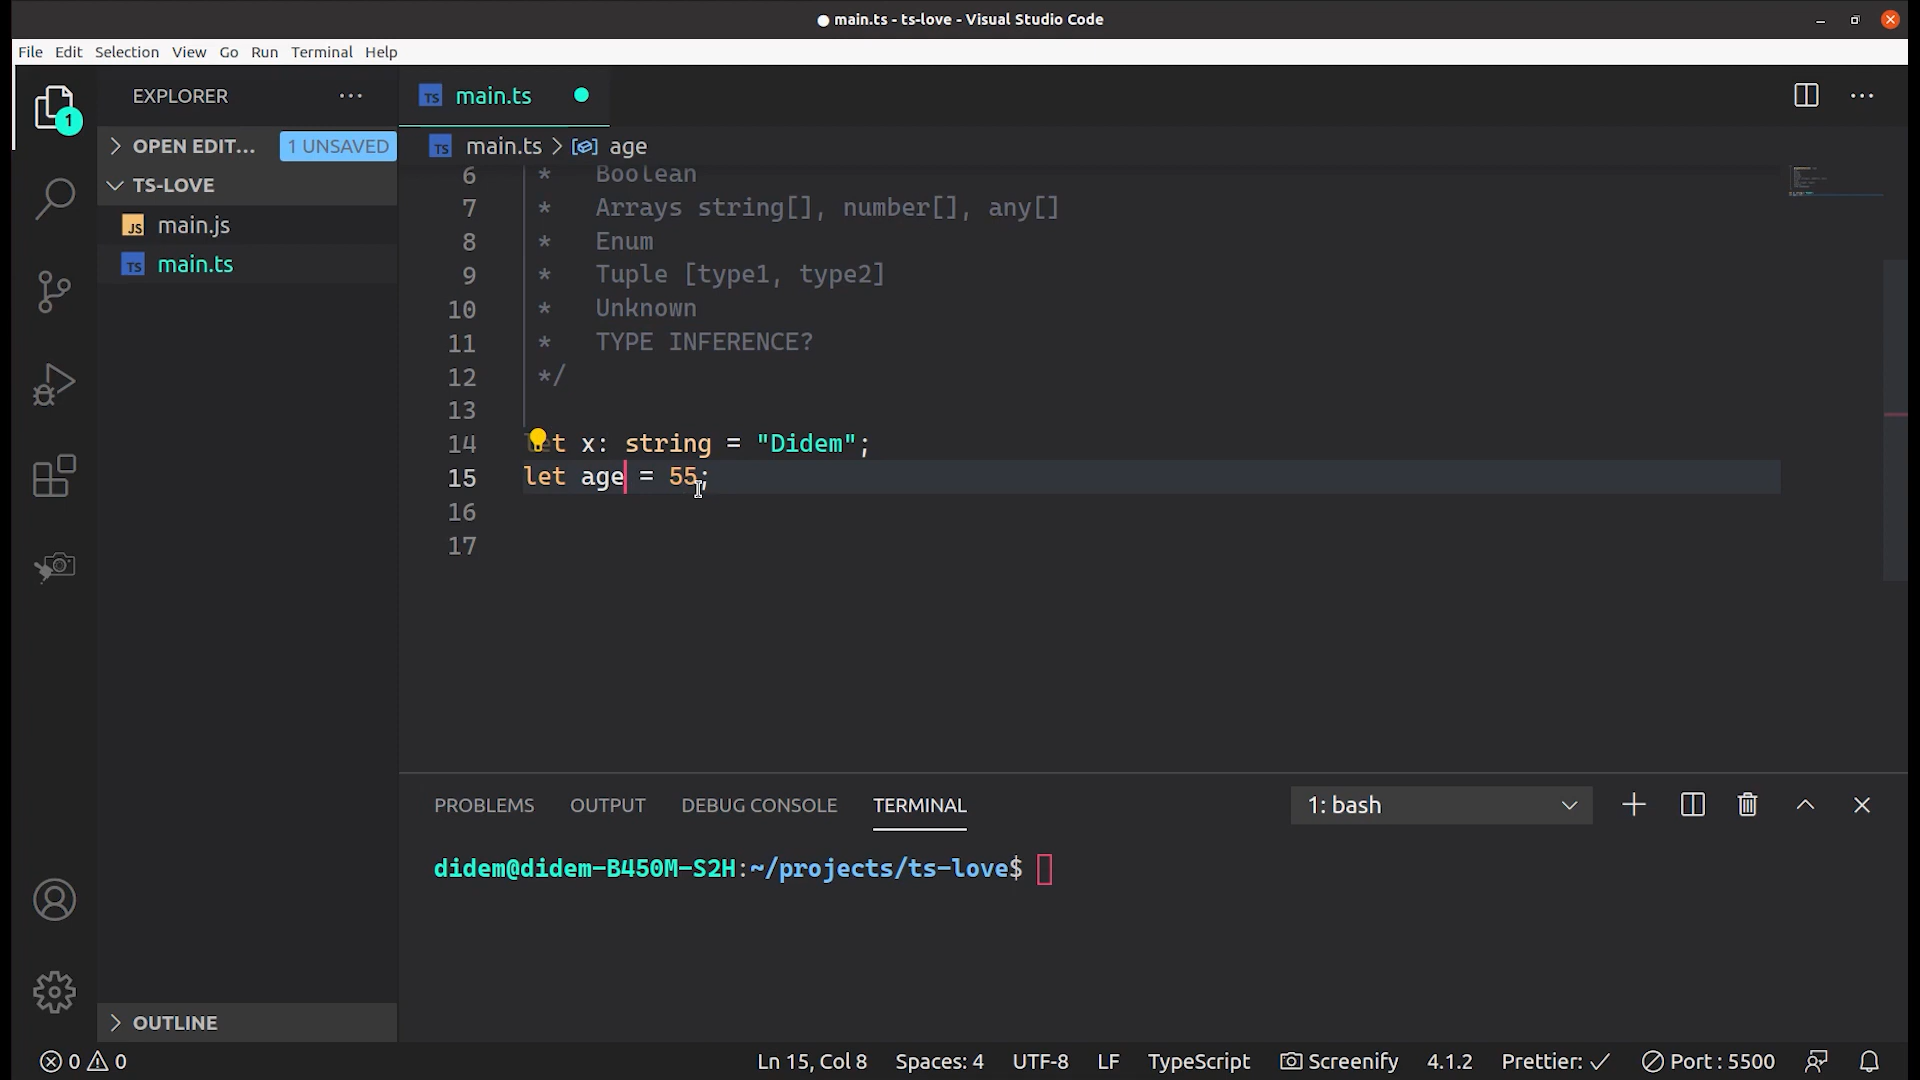 main.ts - ts-love - Visual Studio Code
File Edit Selection View Go Run Terminal Help
EXPLORER
TS main.ts
OPEN EDIT... 1 UNSAVED
TS main.ts > age
TS-LOVE
JS main.js
TS main.ts
1
6 * Boolean
7 * Arrays string[], number[], any[]
8 * Enum
9 * Tuple [type1, type2]
10 * Unknown
11 * TYPE INFERENCE?
12 */
13
14 let x: string = "Didem";
15 let age = 55;
16
17
PROBLEMS OUTPUT DEBUG CONSOLE TERMINAL 1: bash
didem@didem-B450M-S2H:~/projects/ts-love$
OUTLINE
0 0 Ln 15, Col 8 Spaces: 4 UTF-8 LF TypeScript Screenify 4.1.2 Prettier: ✓ Port : 5500